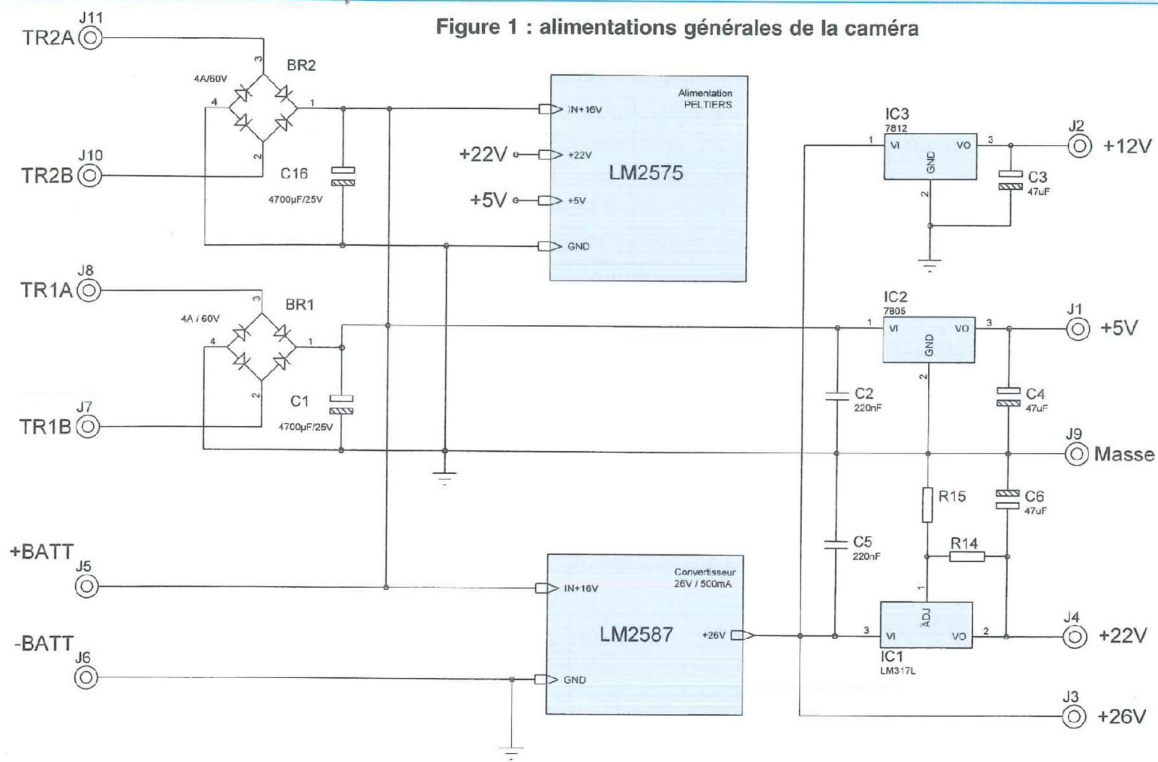 Figure 1 : alimentations générales de la caméra
J11
TR2A
BR2
4A/60V
3
4
1
2
J10
TR2B
C16
4700µF/25V
Alimentation
PELTIERS
IN+16V
+22V
+22V
LM2575
+5V
+5V
GND
IC3
7812
1
VI
VO
3
GND
2
J2
+12V
C3
47uF
J8
TR1A
BR1
4A / 60V
3
4
1
2
J7
TR1B
C1
4700µF/25V
IC2
7805
1
VI
VO
3
GND
2
J1
+5V
C2
220nF
C4
47uF
J9
Masse
R15
C6
47uF
C5
220nF
R14
+BATT
J5
Convertisseur
26V / 500mA
IN+16V
LM2587
+26V
GND
-BATT
J6
1
ADJ
3
VI
VO
2
IC1
LM317L
J4
+22V
J3
+26V